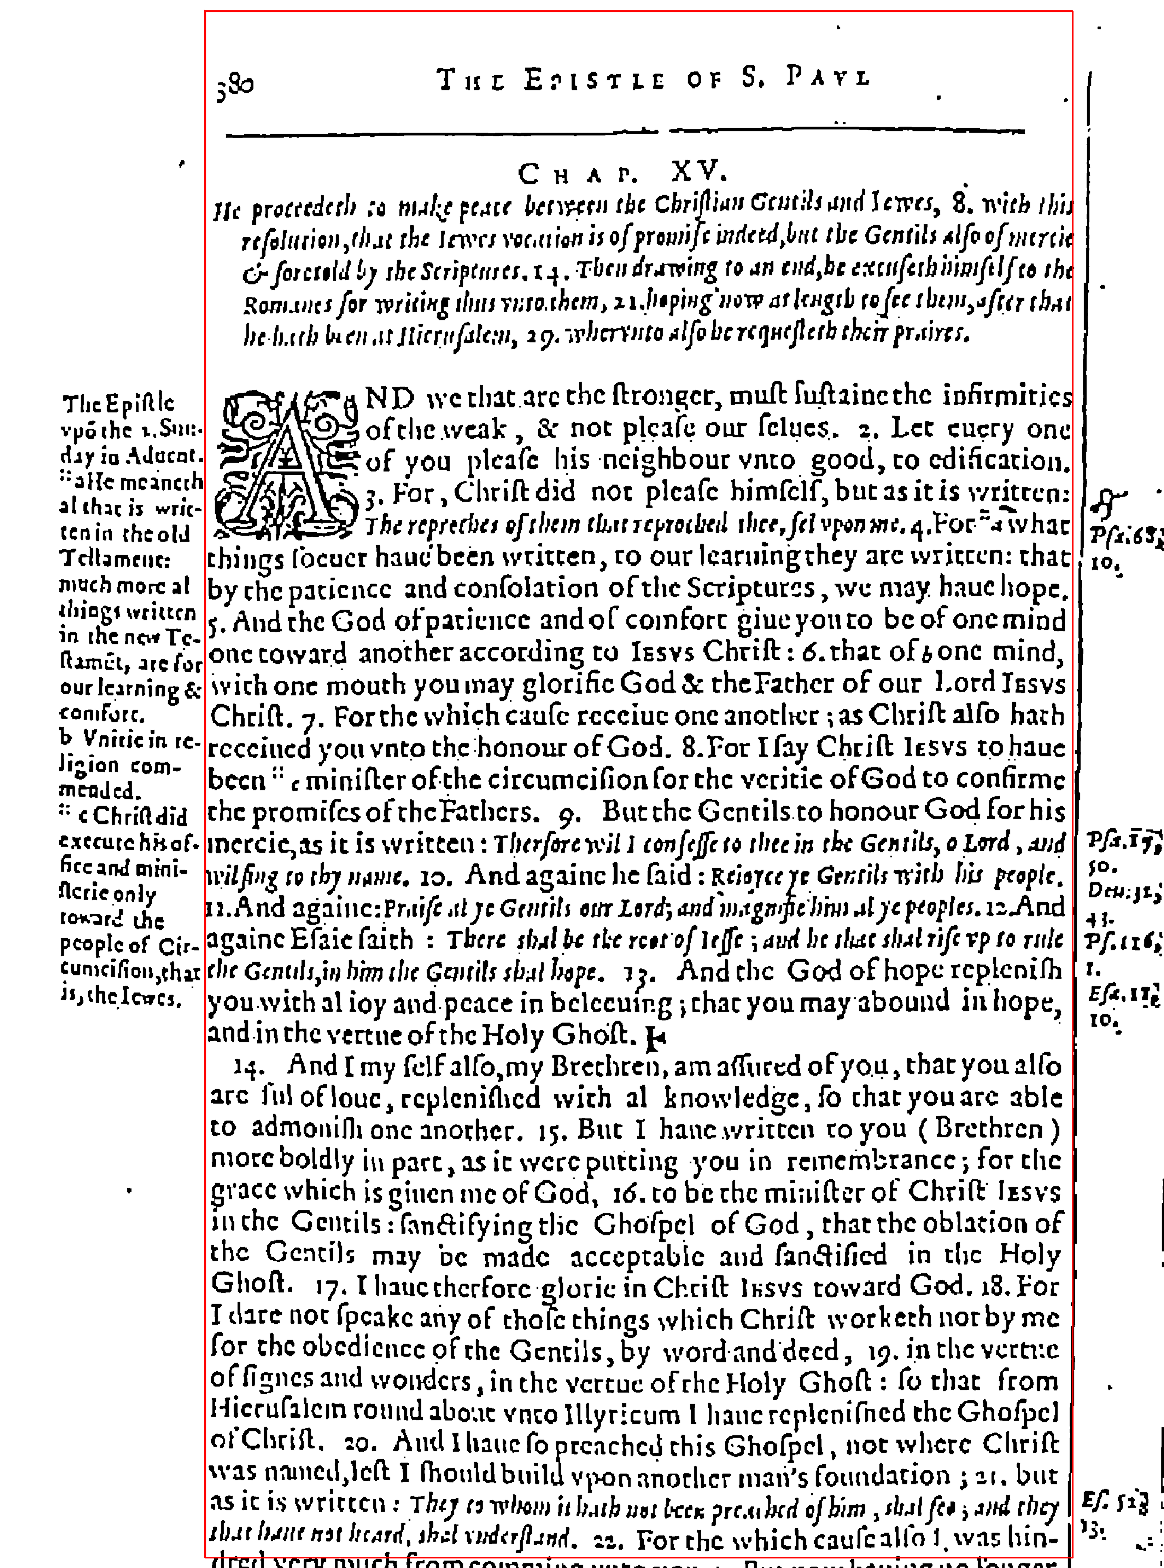 380 THE EPISTLE OF S. PAVL
CHAP. XV.
He proceedeth to make peace between the Chriſtian Gentils and Iewes, 8. with this
reſolution, that the Iewes vocation is of promiſe indeed, but the Gentils alſo of mercie
& foretold by the Scriptures. 14. Then drawing to an end, he excuſeth himſelf to the
Romanes for writing thus vnto them, 21. hoping now at length to ſee them, after that
he hath been at Hieruſalem, 29. wherunto alſo he requeſteth their praires.
AND we that are the ſtronger, muſt ſuſtaine the infirmities
of the weak, & not pleaſe our ſelues. 2. Let euery one
of you pleaſe his neighbour vnto good, to edification.
3. For, Chriſt did not pleaſe himſelf, but as it is written:
The repreches of them that reproched thee, fel vpon me. 4. For :: a what
things ſoeuer haue been written, to our learning they are written: that
by the patience and conſolation of the Scriptures, we may haue hope.
5. And the God of patience and of comfort giue you to be of one mind
one toward another according to IESVS Chriſt: 6. that of b one mind,
with one mouth you may glorifie God & the Father of our Lord IESVS
Chriſt. 7. For the which cauſe receiue one another; as Chriſt alſo hath
receiued you vnto the honour of God. 8. For I ſay Chriſt IESVS to haue
been :: c miniſter of the circumciſion for the veritie of God to confirme
the promiſes of the Fathers. 9. But the Gentils to honour God for his
mercie, as it is written: Therfore wil I confeſſe to thee in the Gentils, o Lord, and
wil ſing to thy name. 10. And againe he ſaid: Reioyce ye Gentils with his people.
11. And againe: Praiſe al ye Gentils our Lord; and magnifie him al ye peoples. 12. And
againe Eſaie ſaith: There shal be the root of Ieſſe; and he that shal riſe vp to rule
the Gentils, in him the Gentils shal hope. 13. And the God of hope repleniſh
you with al ioy and peace in beleeuing; that you may abound in hope,
and in the vertue of the Holy Ghoſt.
14. And I my ſelf alſo, my Brethren, am aſſured of you, that you alſo
are ful of loue, repleniſhed with al knowledge, ſo that you are able
to admoniſh one another. 15. But I haue written to you (Brethren)
more boldly in part, as it were putting you in remembrance; for the
grace which is giuen me of God, 16. to be the miniſter of Chriſt IESVS
in the Gentils: ſanctifying the Ghoſpel of God, that the oblation of
the Gentils may be made acceptable and ſanctified in the Holy
Ghoſt. 17. I haue therfore glorie in Chriſt IESVS toward God. 18. For
I dare not ſpeake any of thoſe things which Chriſt worketh not by me
for the obedience of the Gentils, by word and deed, 19. in the vertue
of ſignes and wonders, in the vertue of the Holy Ghoſt: ſo that from
Hieruſalem round about vnto Illyricum I haue repleniſhed the Ghoſpel
of Chriſt. 20. And I haue ſo preached this Ghoſpel, not where Chriſt
was named, leſt I ſhould build vpon another man's foundation; 21. but
as it is written: They to whom it hath not been preached of him, shal ſee; and they
that haue not heard, shal vnderſtand. 22. For the which cauſe alſo I was hin-
The Epiſtle
vpō the 2. Sun-
day in Aduent.
:: a He meaneth
al that is writ-
ten in the old
Teſtament:
much more al
things written
in the new Te-
ſtamēt, are for
our learning &
comfort.
b Vnitie in re-
ligion com-
mended.
:: c Chriſt did
execute his of-
fice and mini-
ſterie only
toward the
people of Cir-
cumciſion, that
is, the Iewes.
Pſa. 68,
10.
Pſa. 17,
50.
Deu. 32,
43.
Pſ. 116,
1.
Eſa. 11,
10.
Eſ. 52,